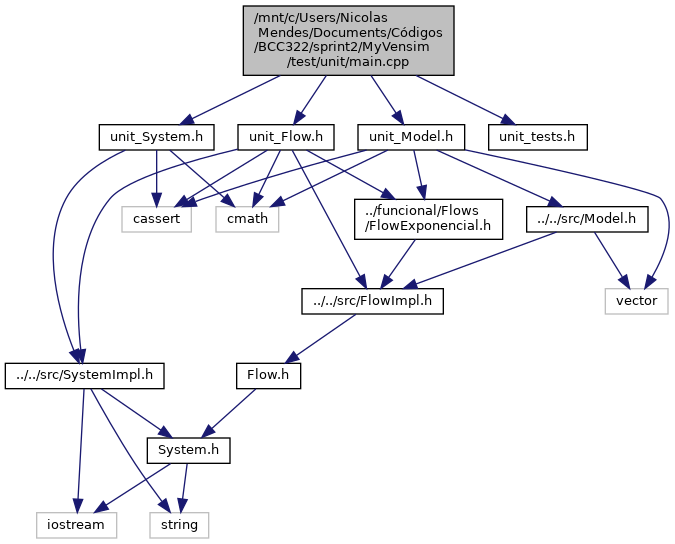 /mnt/c/Users/Nicolas
Mendes/Documents/Códigos
/BCC322/sprint2/MyVensim
/test/unit/main.cpp
unit_System.h
unit_Flow.h
unit_Model.h
unit_tests.h
cassert
cmath
../funcional/Flows
/FlowExponencial.h
../../src/Model.h
../../src/FlowImpl.h
vector
../../src/SystemImpl.h
Flow.h
System.h
iostream
string